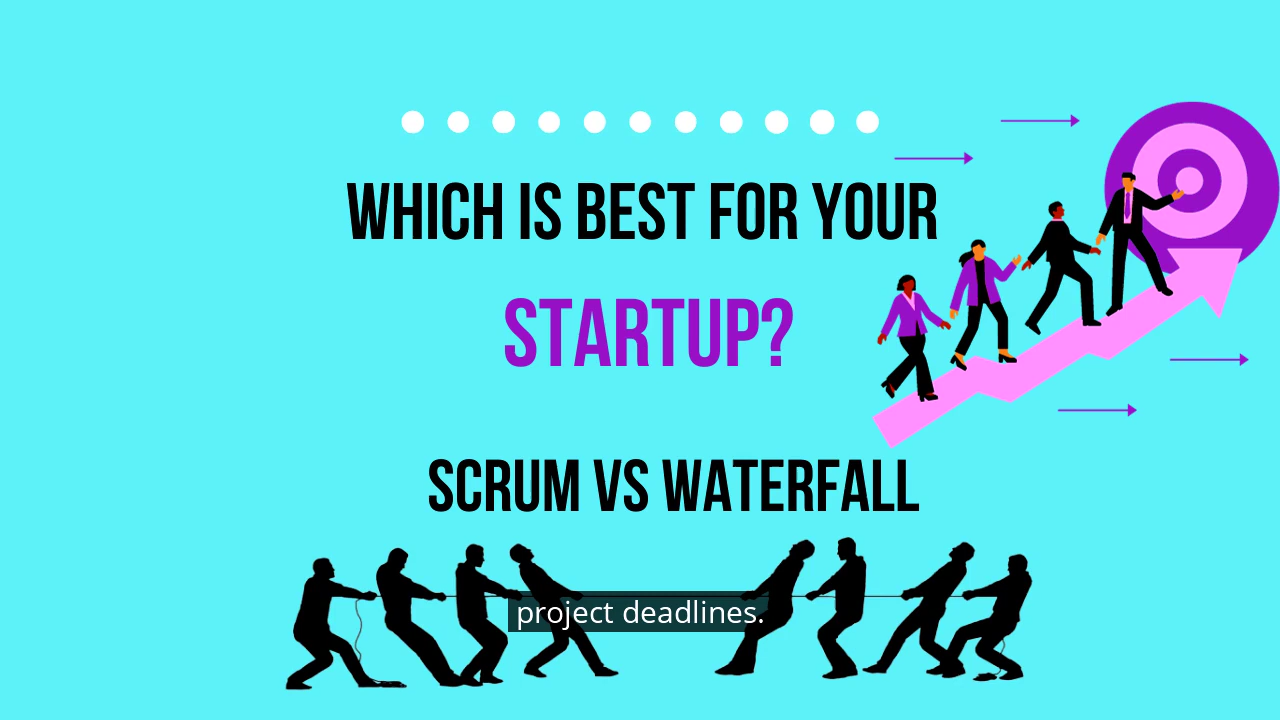 WHICH IS BEST FOR YOUR
STARTUP?
SCRUM VS WATERFALL
project deadlines.